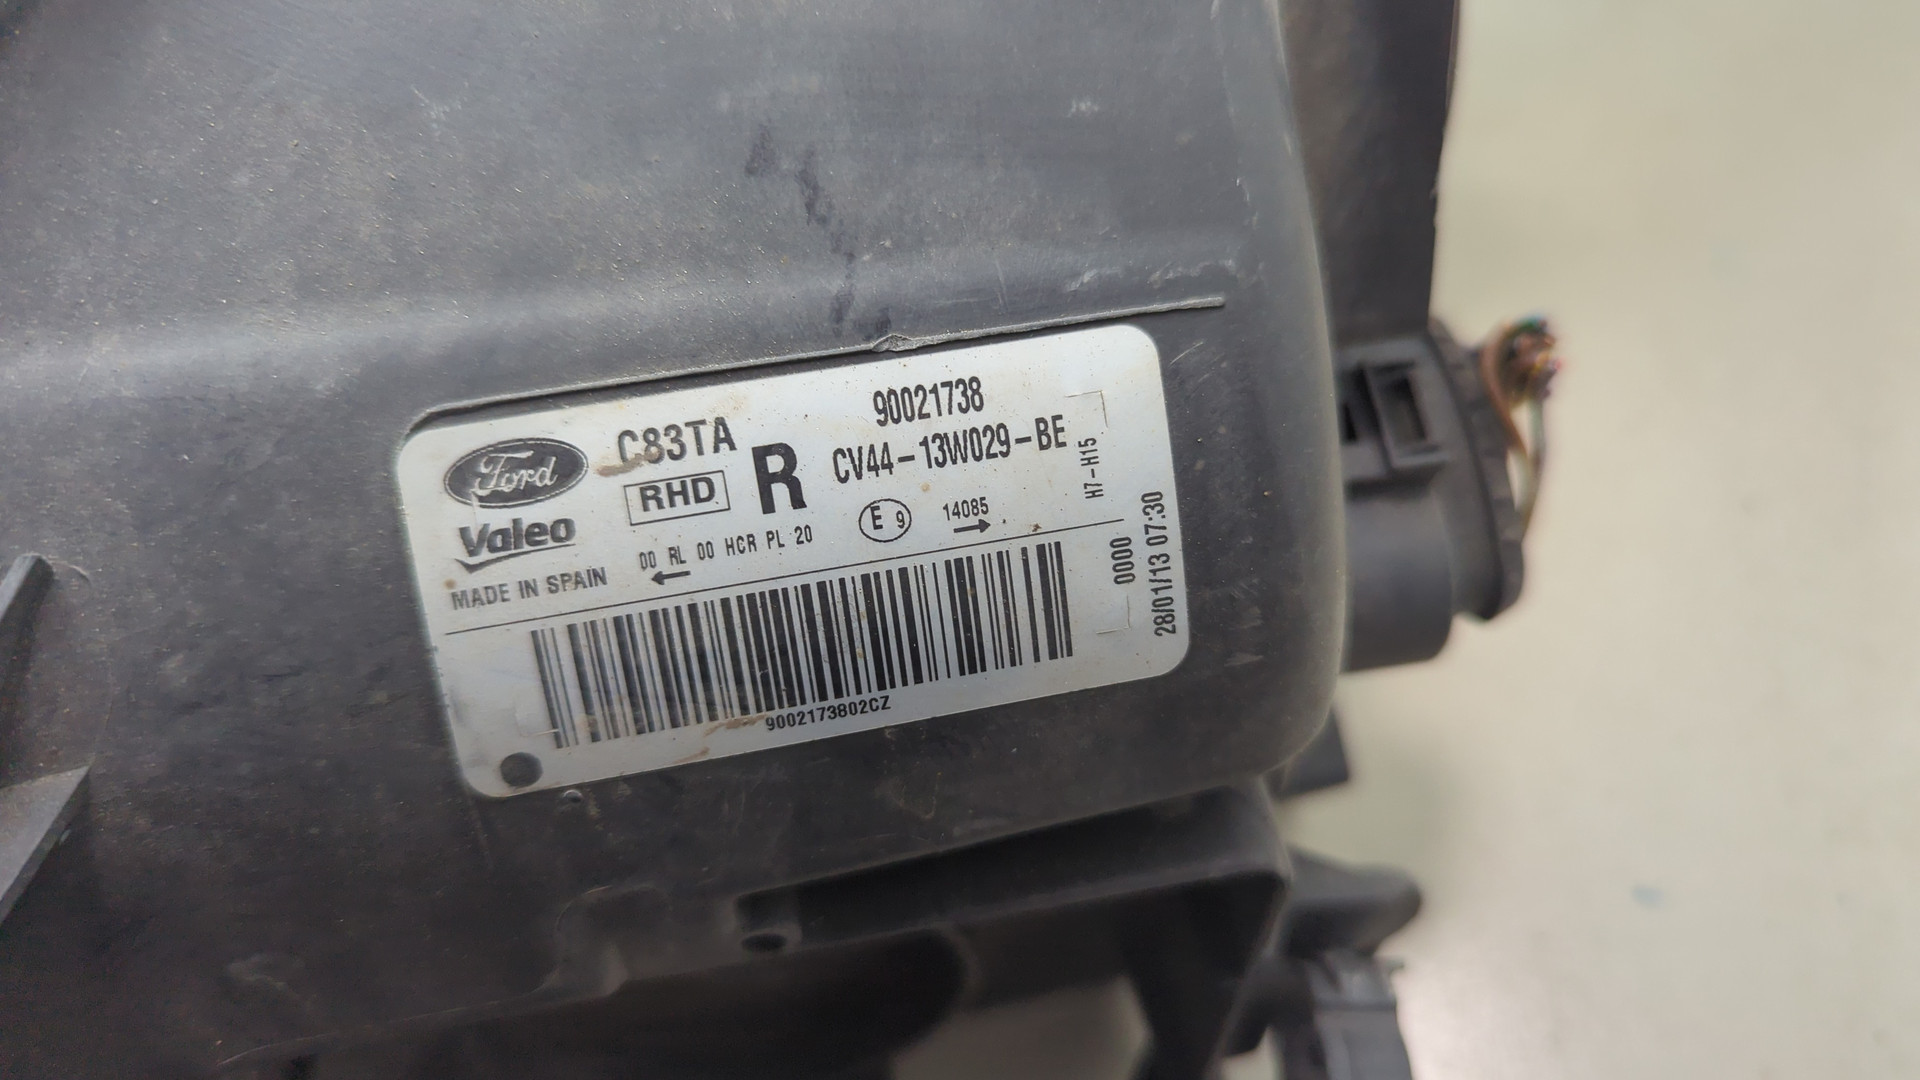 Ford
C83TA
90021738
RHD
R
CV44-13W029-BE
H7-H15
Valeo
00 RL 00 HCR PL 20
E 9
14085
MADE IN SPAIN
0000
28/01/13 07:30
9002173802CZ